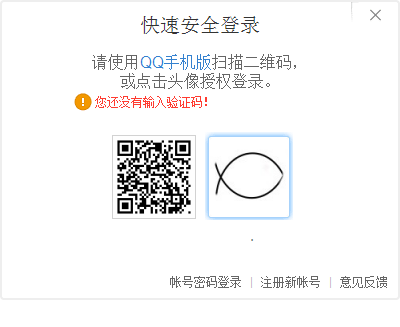 快速安全登录
请使用QQ手机版扫描二维码，
或点击头像授权登录。
您还没有输入验证码！
帐号密码登录 | 注册新帐号 | 意见反馈